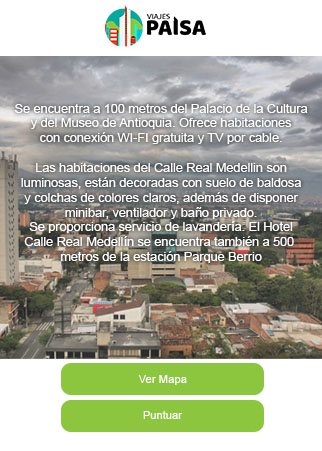 VIAJES
PAISA
Se encuentra a 100 metros del Palacio de la Cultura
y del Museo de Antioquia. Ofrece habitaciones
con conexión WI-FI gratuita y TV por cable.
Las habitaciones del Calle Real Medellin son
luminosas, están decoradas con suelo de baldosa
y colchas de colores claros, además de disponer
minibar, ventilador y baño privado.
Se proporciona servicio de lavandería. El Hotel
Calle Real Medellin se encuentra también a 500
metros de la estación Parque Berrio
Ver Mapa
Puntuar